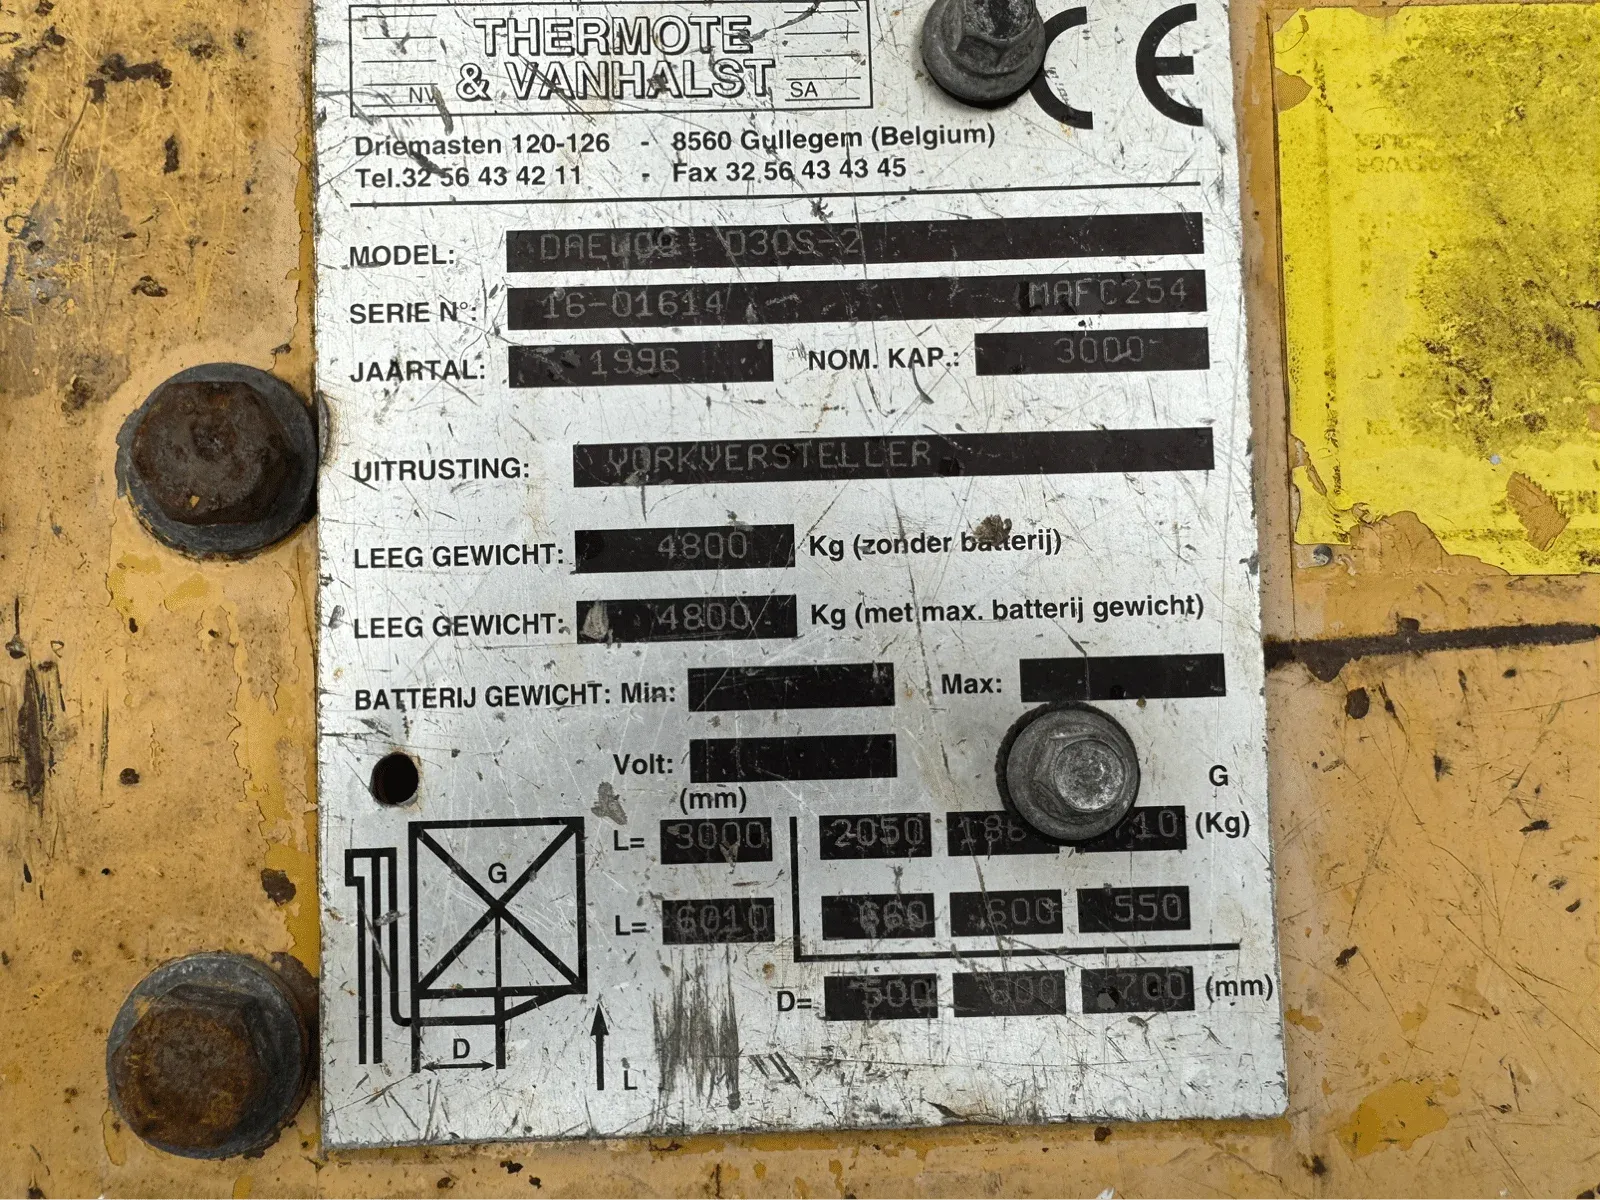 THERMOTE
NV & VANHALST SA
CE
Driemasten 120-126 - 8560 Gullegem (Belgium)
Tel.32 56 43 42 11 - Fax 32 56 43 43 45
MODEL: DAEWOO D30S-2
SERIE N°: 16-01614 MAFC254
JAARTAL: 1996 NOM. KAP.: 3000
UITRUSTING: VORKVERSTELLER
LEEG GEWICHT: 4800 Kg (zonder batterij)
LEEG GEWICHT: 4800 Kg (met max. batterij gewicht)
BATTERIJ GEWICHT: Min: Max:
Volt:
(mm) G
L= 3000 2050 (Kg)
G
L= 6010 660 600 550
D= 500 600 700 (mm)
D
L